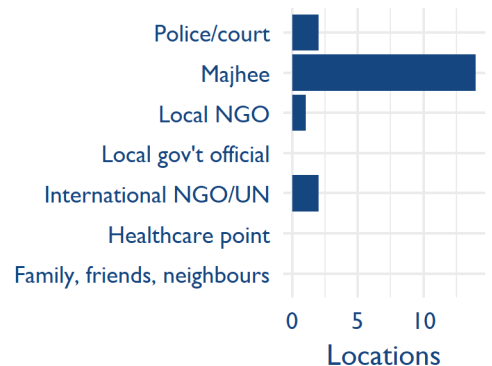 Police/court
Majhee
Local NGO
Local gov't official
International NGO/UN
Healthcare point
Family, friends, neighbours
0 5 10
Locations